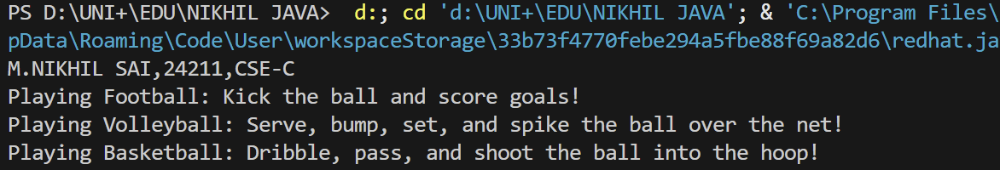 PS D:\UNI+\EDU\NIKHIL JAVA>  d:; cd 'd:\UNI+\EDU\NIKHIL JAVA'; & 'C:\Program Files\
pData\Roaming\Code\User\workspaceStorage\33b73f4770febe294a5fbe88f69a82d6\redhat.ja
M.NIKHIL SAI,24211,CSE-C
Playing Football: Kick the ball and score goals!
Playing Volleyball: Serve, bump, set, and spike the ball over the net!
Playing Basketball: Dribble, pass, and shoot the ball into the hoop!